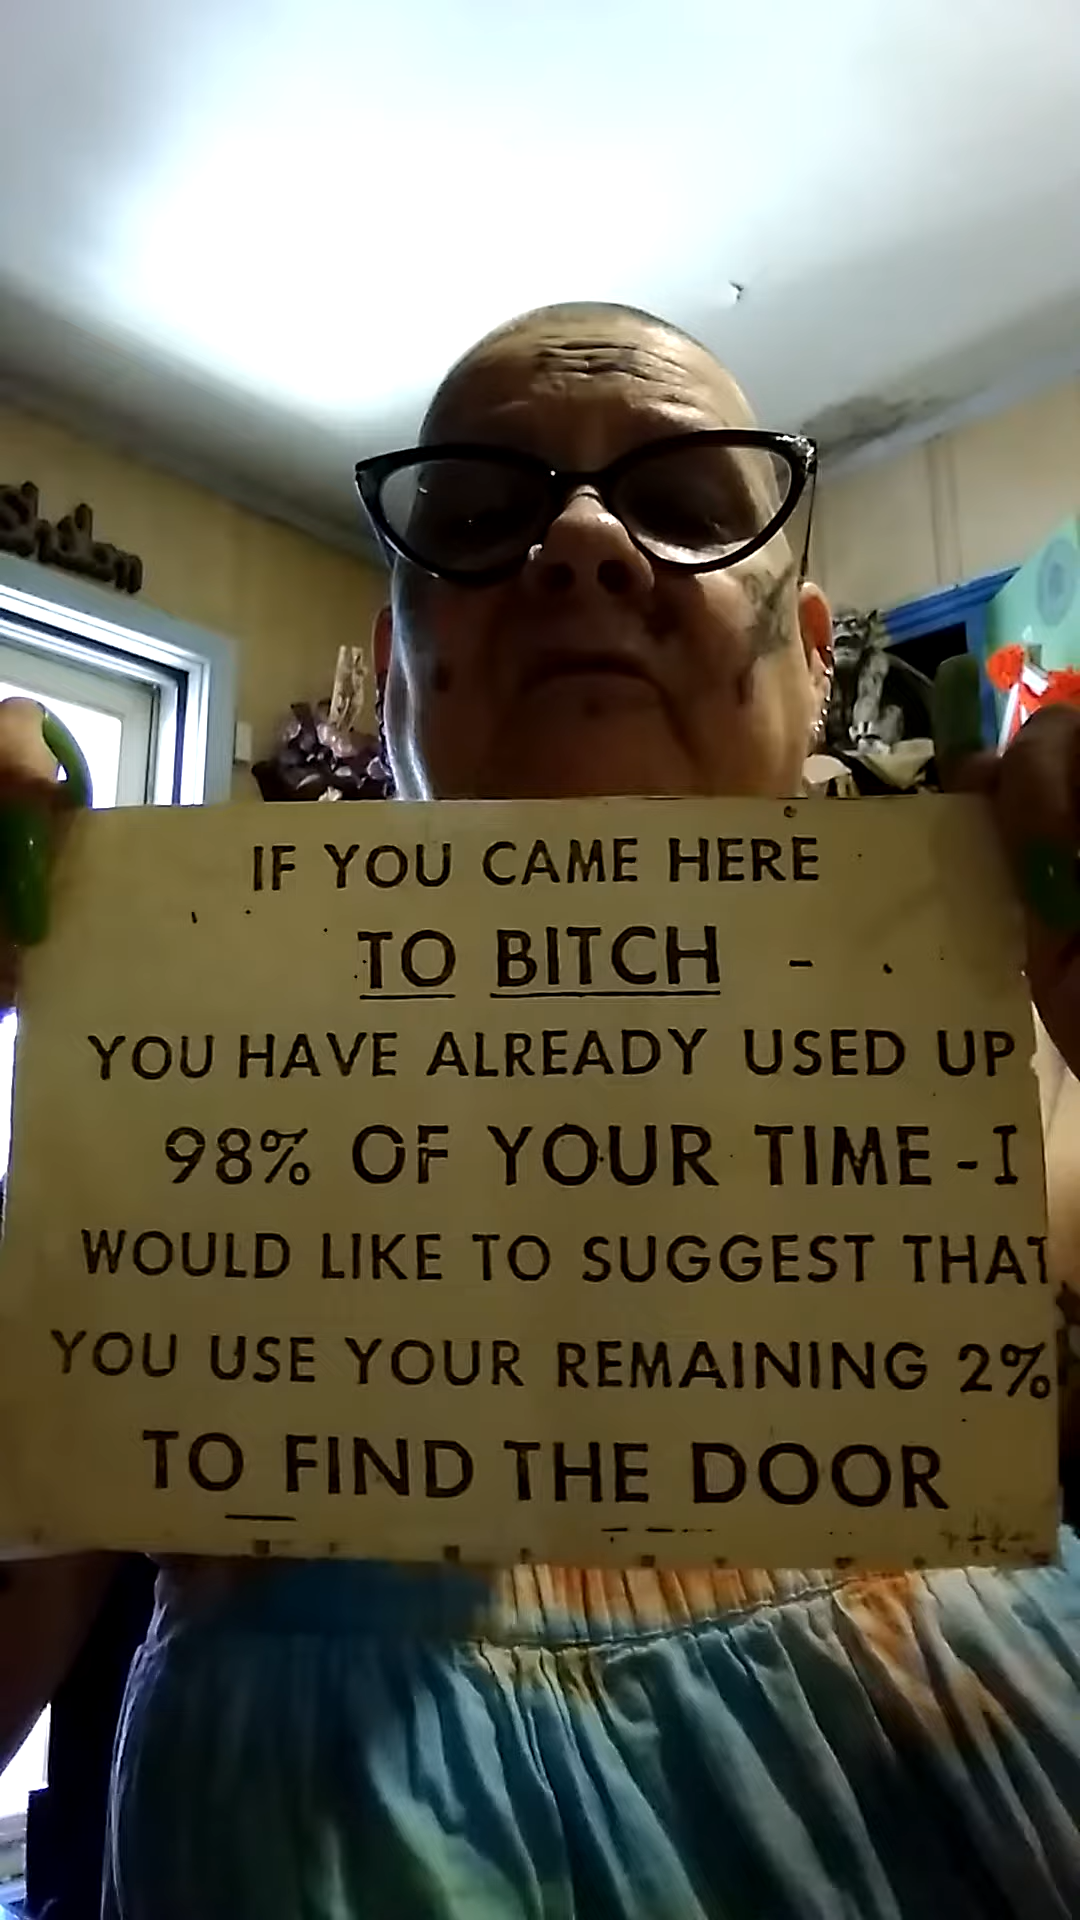 IF YOU CAME HERE
TO BITCH -
YOU HAVE ALREADY USED UP
98% OF YOUR TIME - I
WOULD LIKE TO SUGGEST THAT
YOU USE YOUR REMAINING 2%
TO FIND THE DOOR